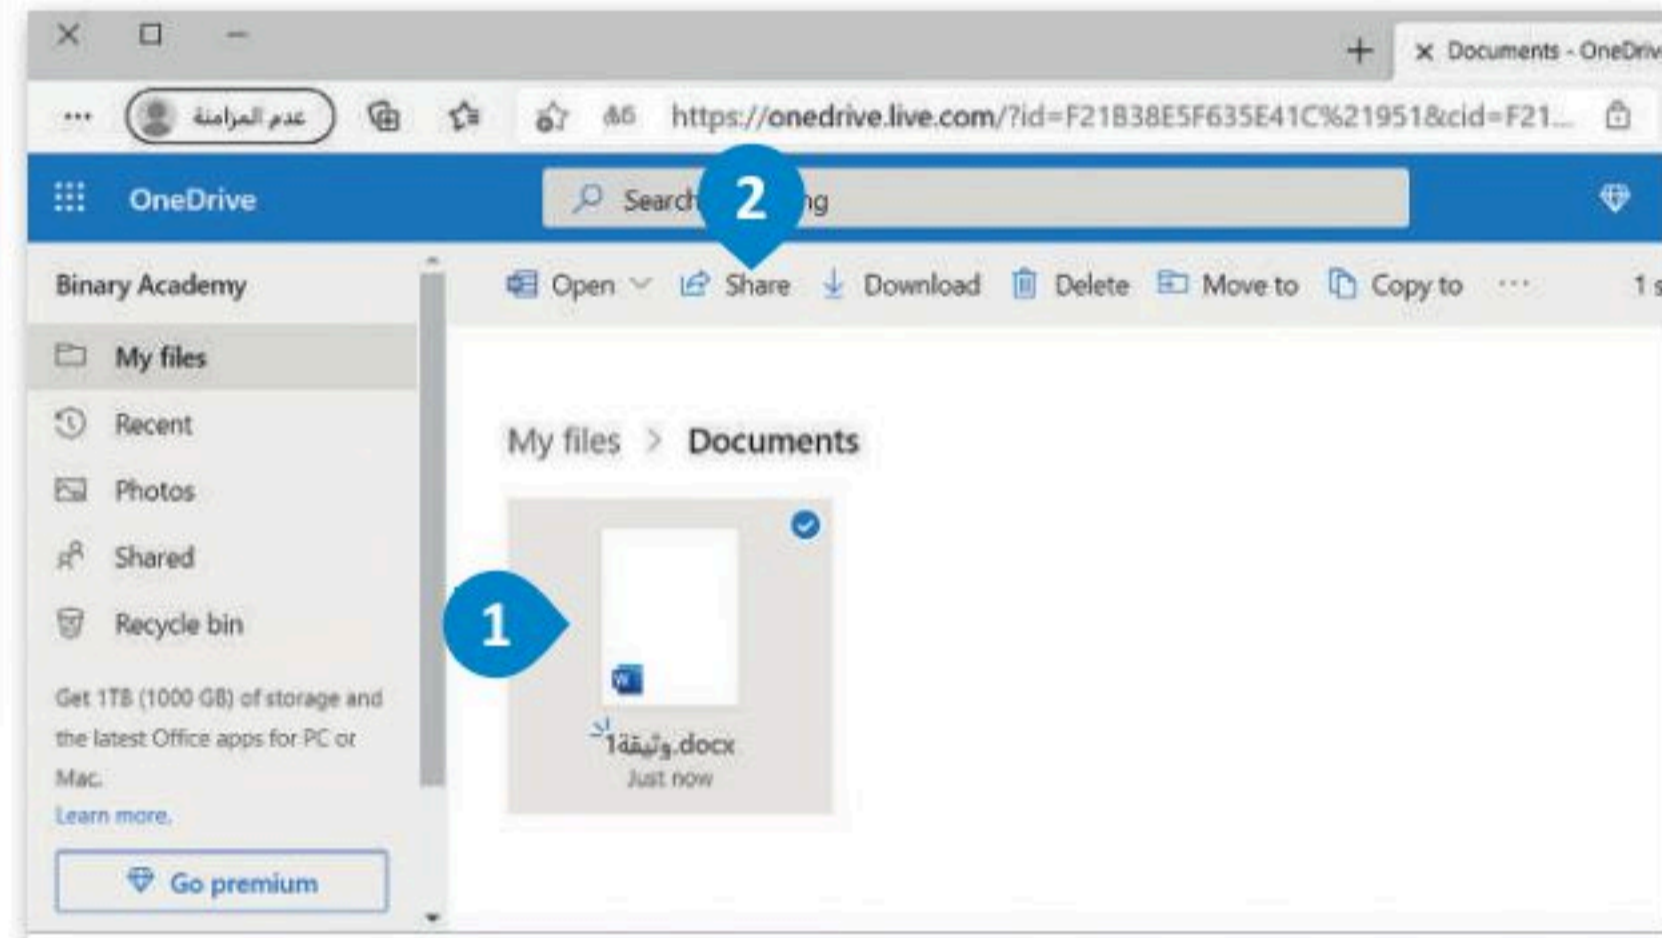 Documents - OneDriv
عدم المزامنة
https://onedrive.live.com/?id=F21B38E5F635E41C%21951&cid=F21...
OneDrive
Search
ng
2
Binary Academy
Open Share Download Delete Move to Copy to ... 1 s
My files
Recent
Photos
Shared
Recycle bin
Get 1TB (1000 GB) of storage and
the latest Office apps for PC or
Mac.
Learn more.
Go premium
My files > Documents
1
وثيقة1.docx
Just now